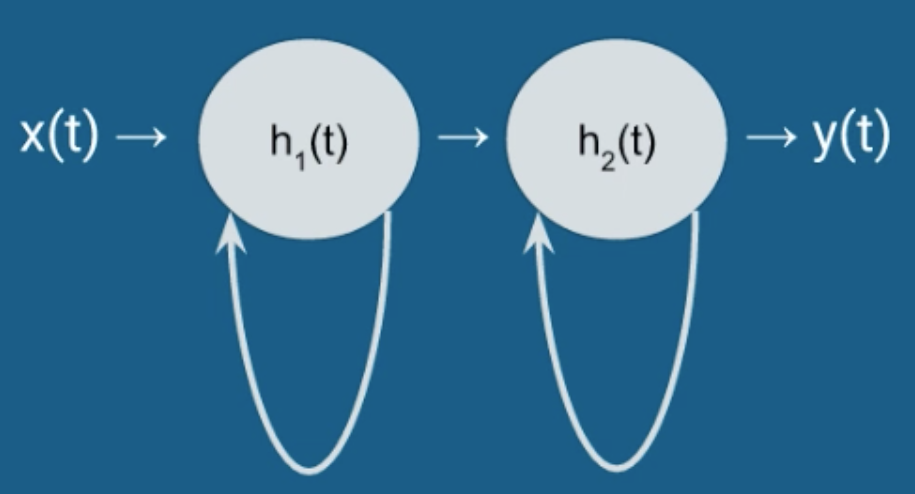 x(t) → h₁(t) → h₂(t) → y(t)